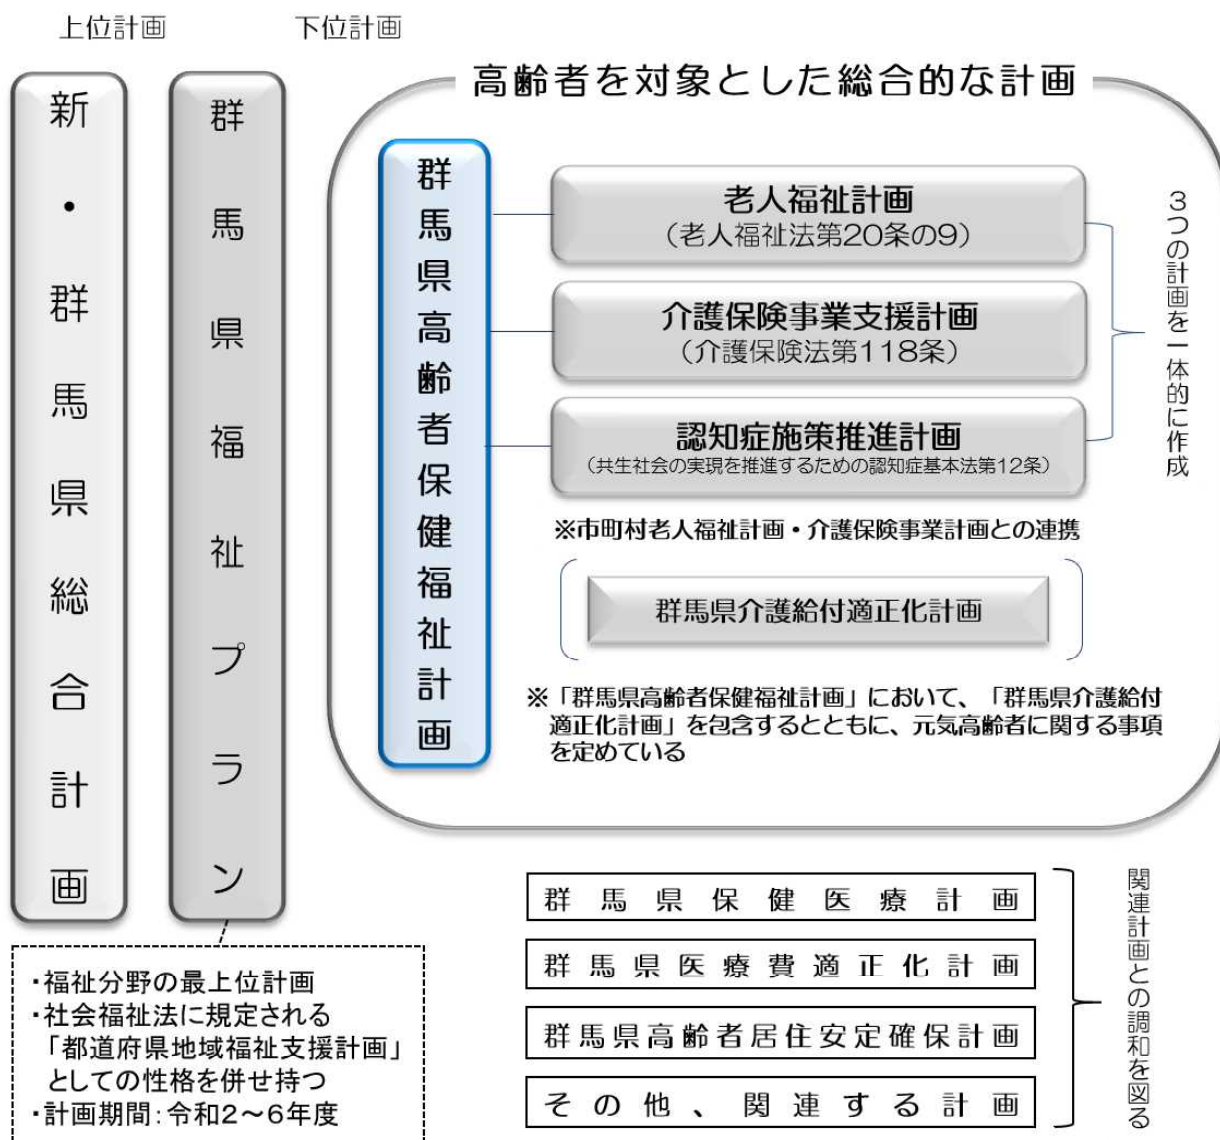 上位計画
下位計画
新・群馬県総合計画
群馬県福祉プラン
高齢者を対象とした総合的な計画
群馬県高齢者保健福祉計画
老人福祉計画
（老人福祉法第20条の9）
介護保険事業支援計画
（介護保険法第118条）
認知症施策推進計画
（共生社会の実現を推進するための認知症基本法第12条）
3つの計画を一体的に作成
※市町村老人福祉計画・介護保険事業計画との連携
群馬県介護給付適正化計画
※「群馬県高齢者保健福祉計画」において、「群馬県介護給付
適正化計画」を包含するとともに、元気高齢者に関する事項
を定めている
群馬県保健医療計画
群馬県医療費適正化計画
群馬県高齢者居住安定確保計画
その他、関連する計画
関連計画との調和を図る
・福祉分野の最上位計画
・社会福祉法に規定される
「都道府県地域福祉支援計画」
としての性格を併せ持つ
・計画期間：令和2～6年度